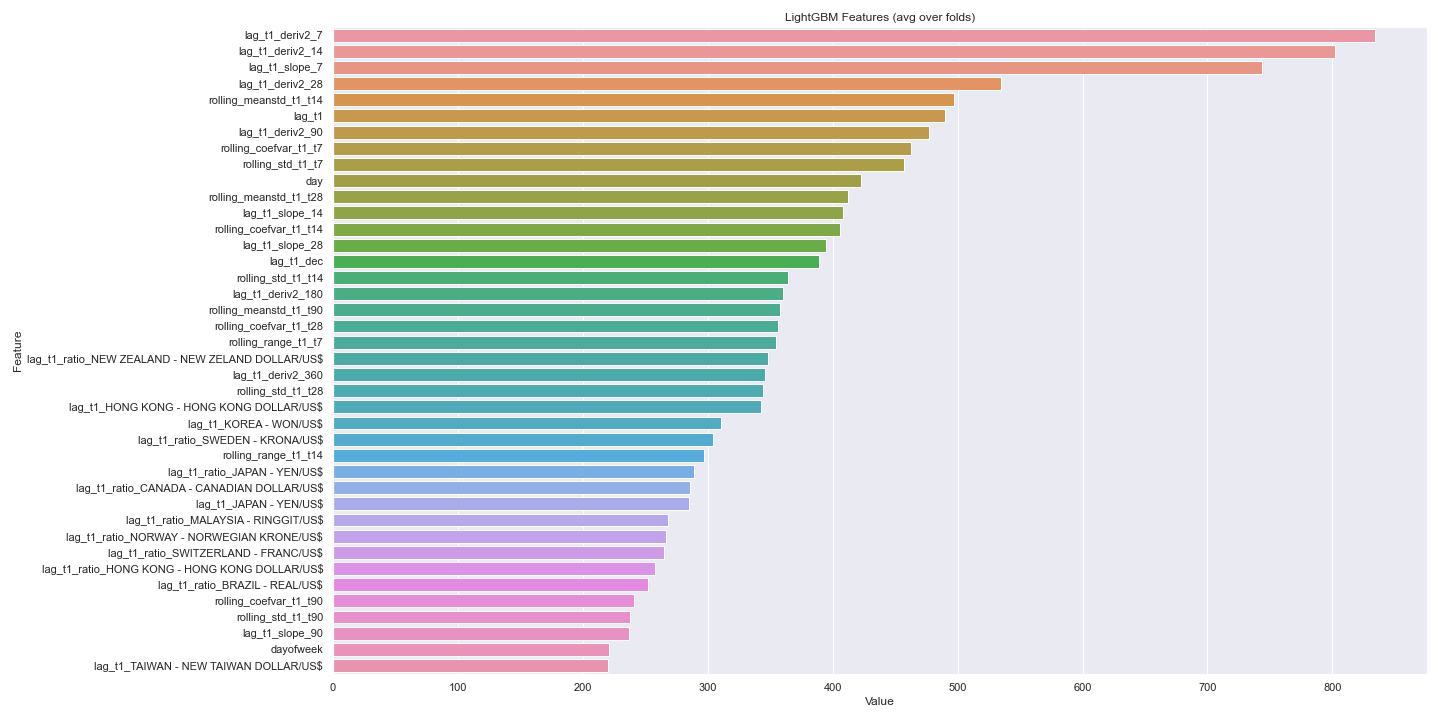 LightGBM Features (avg over folds)
Feature
lag_t1_deriv2_7
lag_t1_deriv2_14
lag_t1_slope_7
lag_t1_deriv2_28
rolling_meanstd_t1_t14
lag_t1
lag_t1_deriv2_90
rolling_coefvar_t1_t7
rolling_std_t1_t7
day
rolling_meanstd_t1_t28
lag_t1_slope_14
rolling_coefvar_t1_t14
lag_t1_slope_28
lag_t1_dec
rolling_std_t1_t14
lag_t1_deriv2_180
rolling_meanstd_t1_t90
rolling_coefvar_t1_t28
rolling_range_t1_t7
lag_t1_ratio_NEW ZEALAND - NEW ZELAND DOLLAR/US$
lag_t1_deriv2_360
rolling_std_t1_t28
lag_t1_HONG KONG - HONG KONG DOLLAR/US$
lag_t1_KOREA - WON/US$
lag_t1_ratio_SWEDEN - KRONA/US$
rolling_range_t1_t14
lag_t1_ratio_JAPAN - YEN/US$
lag_t1_ratio_CANADA - CANADIAN DOLLAR/US$
lag_t1_JAPAN - YEN/US$
lag_t1_ratio_MALAYSIA - RINGGIT/US$
lag_t1_ratio_NORWAY - NORWEGIAN KRONE/US$
lag_t1_ratio_SWITZERLAND - FRANC/US$
lag_t1_ratio_HONG KONG - HONG KONG DOLLAR/US$
lag_t1_ratio_BRAZIL - REAL/US$
rolling_coefvar_t1_t90
rolling_std_t1_t90
lag_t1_slope_90
dayofweek
lag_t1_TAIWAN - NEW TAIWAN DOLLAR/US$
0 100 200 300 400 500 600 700 800
Value